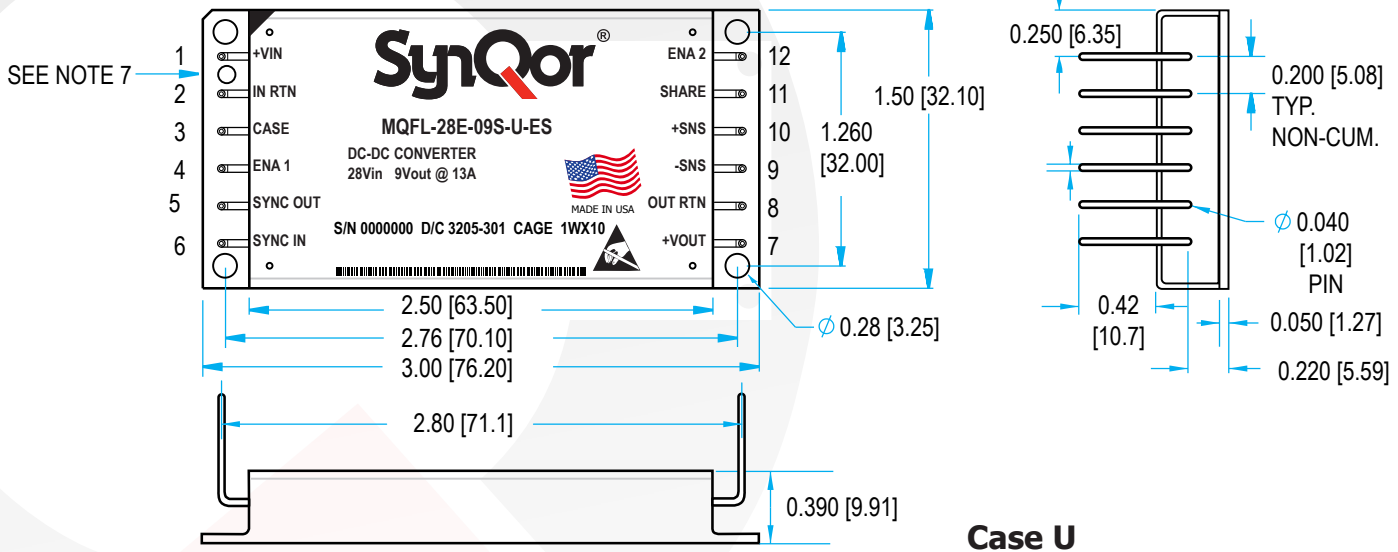 SEE NOTE 7
1
2
3
4
5
6
+VIN
IN RTN
CASE
ENA 1
SYNC OUT
SYNC IN
SynQor®
MQFL-28E-09S-U-ES
DC-DC CONVERTER
28Vin 9Vout @ 13A
MADE IN USA
S/N 0000000 D/C 3205-301 CAGE 1WX10
ENA 2
SHARE
+SNS
-SNS
OUT RTN
+VOUT
12
11
10
9
8
7
1.50 [32.10]
1.260
[32.00]
2.50 [63.50]
2.76 [70.10]
3.00 [76.20]
∅ 0.28 [3.25]
2.80 [71.1]
0.390 [9.91]
0.250 [6.35]
0.200 [5.08]
TYP.
NON-CUM.
∅ 0.040
[1.02]
PIN
0.42
[10.7]
0.050 [1.27]
0.220 [5.59]
Case U